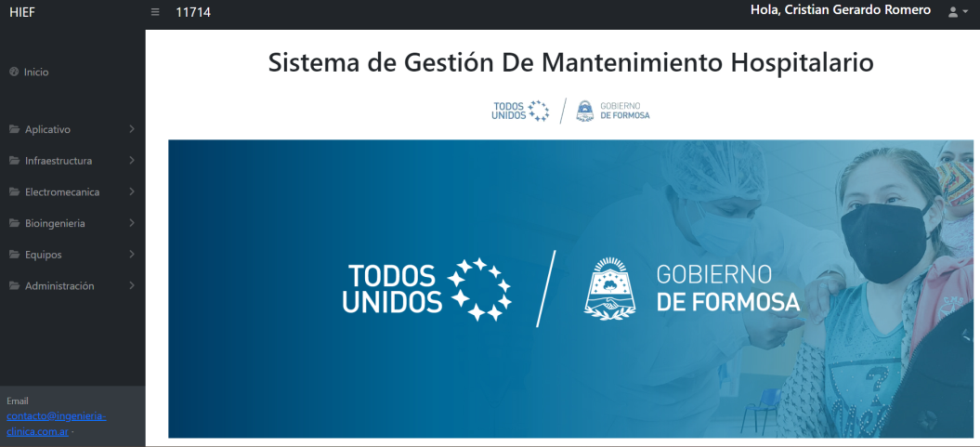 HIEF
11714
Hola, Cristian Gerardo Romero
Inicio
Aplicativo
Infraestructura
Electromecanica
Bioingenieria
Equipos
Administración
Email
contacto@ingenieria-
clinica.com.ar -
Sistema de Gestión De Mantenimiento Hospitalario
TODOS
UNIDOS
GOBIERNO
DE FORMOSA
TODOS
UNIDOS
GOBIERNO
DE FORMOSA